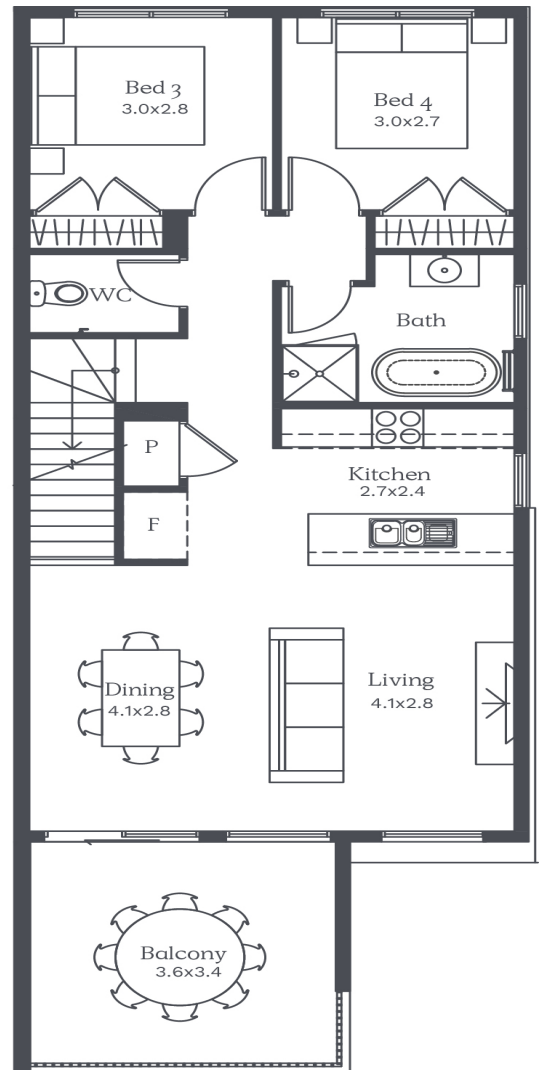 Bed 3
3.0x2.8
Bed 4
3.0x2.7
WC
Bath
P
Kitchen
2.7x2.4
F
Dining
4.1x2.8
Living
4.1x2.8
Balcony
3.6x3.4